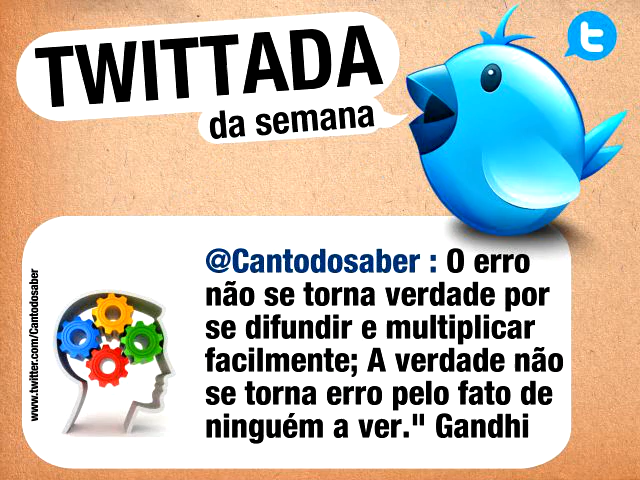 TWITTADA
da semana
t
@Cantodosaber : O erro
não se torna verdade por
se difundir e multiplicar
facilmente; A verdade não
se torna erro pelo fato de
ninguém a ver." Gandhi
www.twitter.com/Cantodosaber